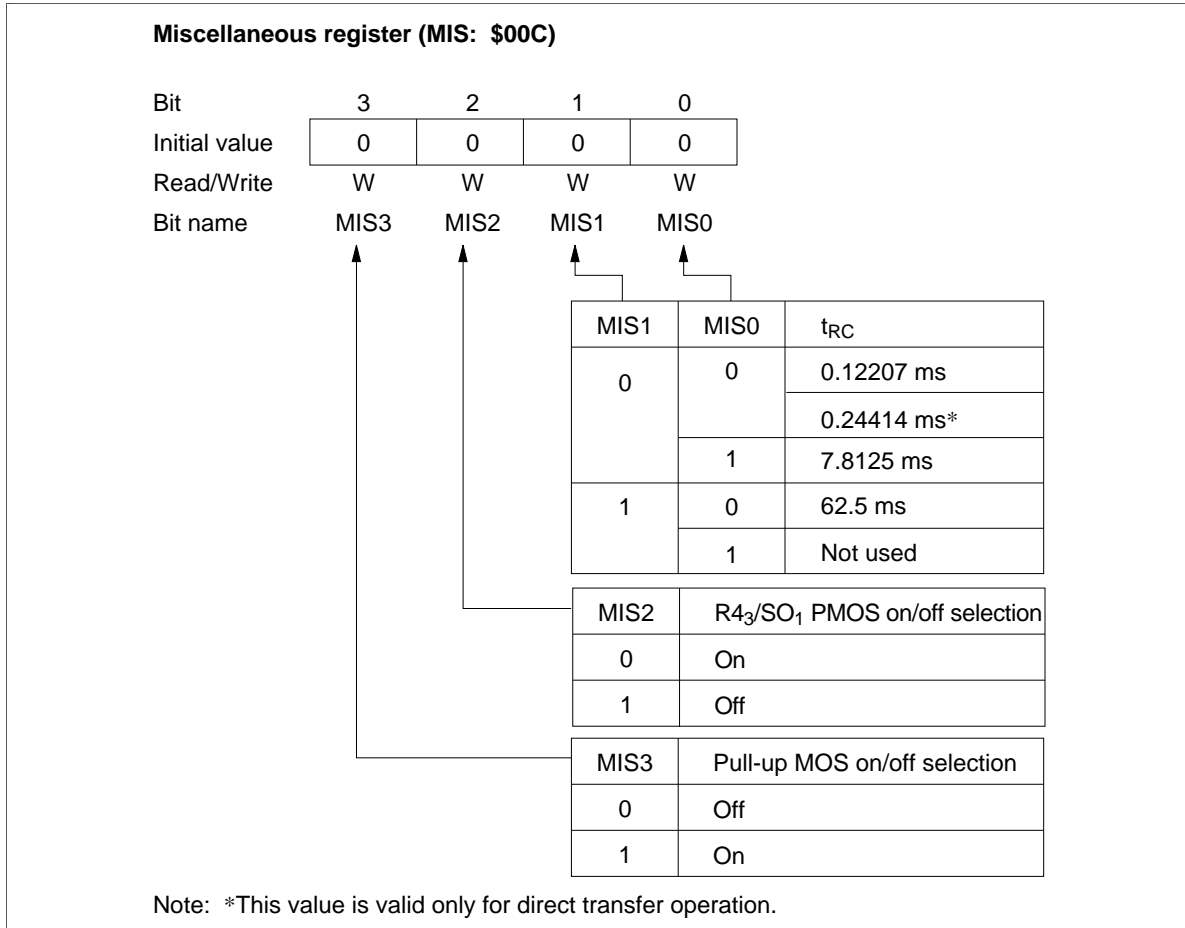 Miscellaneous register (MIS: $00C)
Bit 3 2 1 0
Initial value 0 0 0 0
Read/Write W W W W
Bit name MIS3 MIS2 MIS1 MIS0
MIS1 MIS0 tRC
0 0 0.12207 ms
0.24414 ms*
1 7.8125 ms
1 0 62.5 ms
1 Not used
MIS2 R43/SO1 PMOS on/off selection
0 On
1 Off
MIS3 Pull-up MOS on/off selection
0 Off
1 On
Note: *This value is valid only for direct transfer operation.